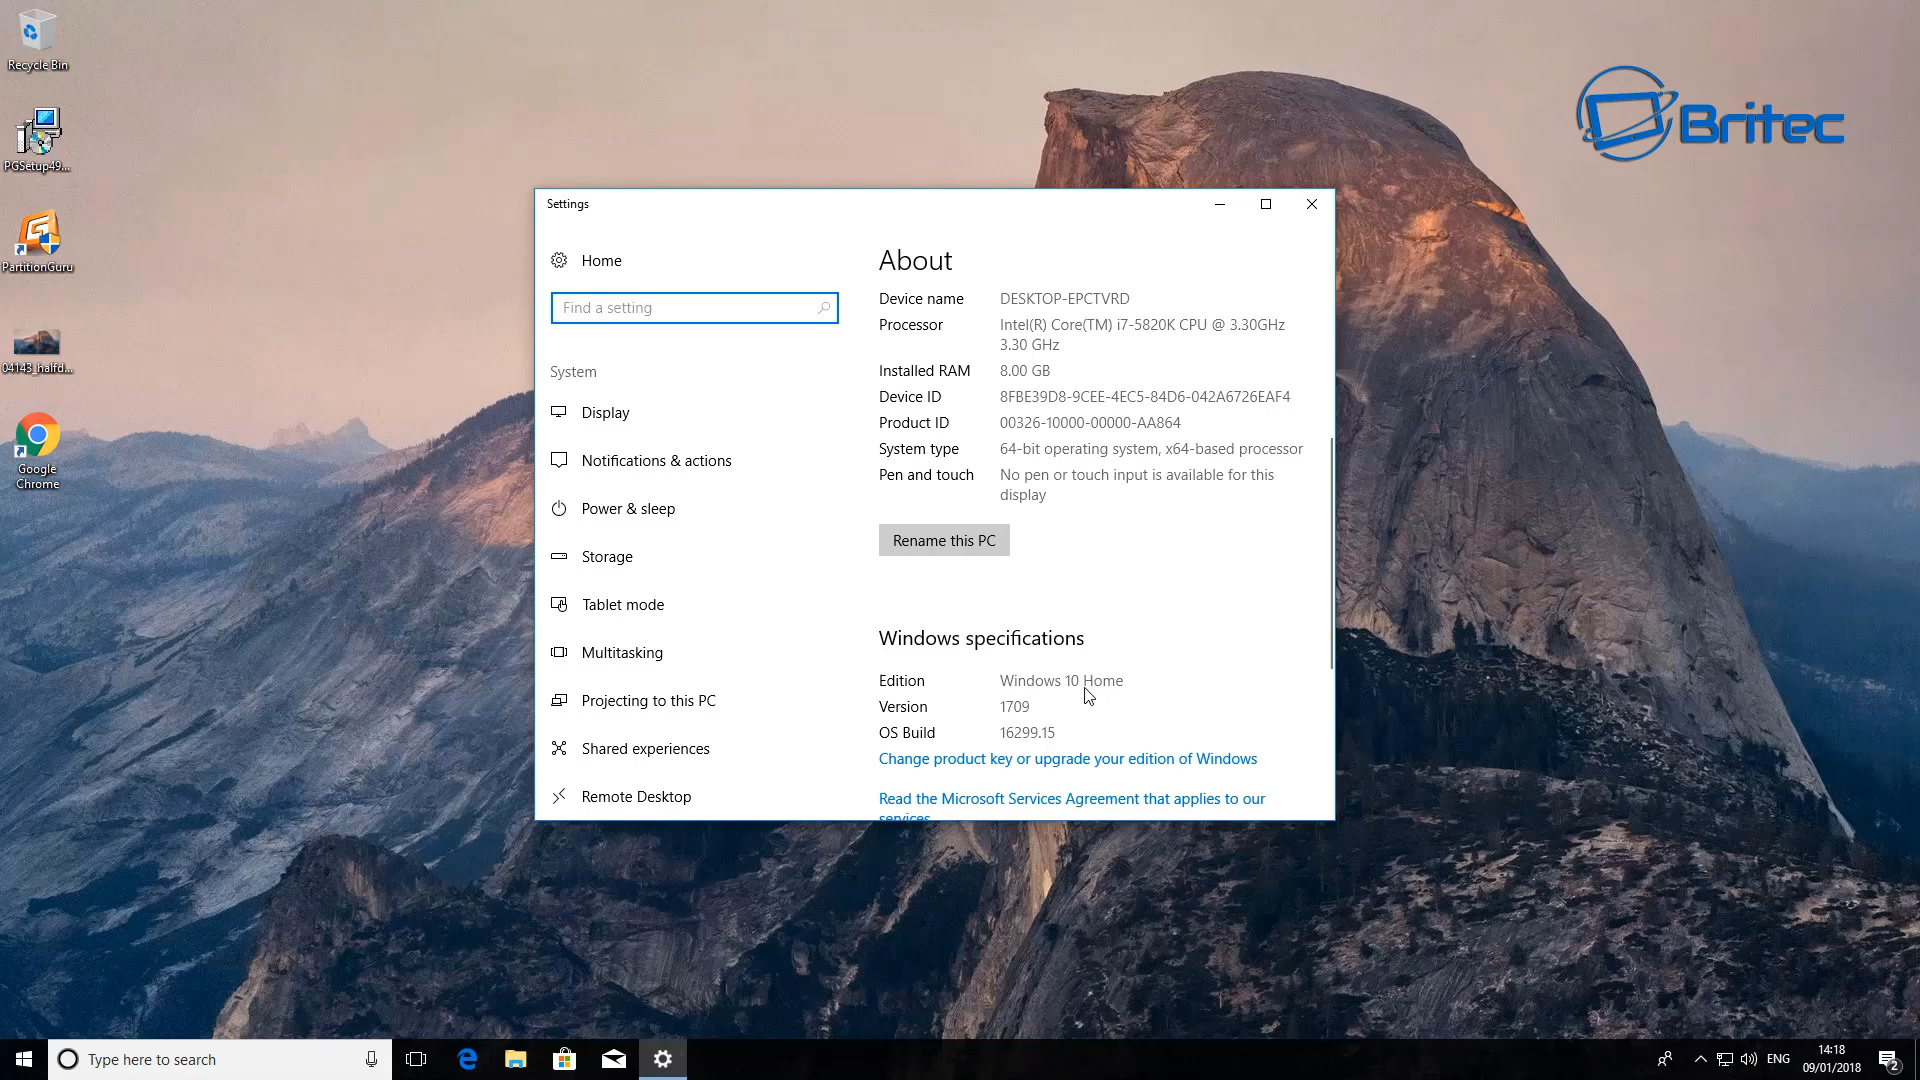 Recycle Bin
PGSetup49...
PartitionGuru
04143_halfd...
Google
Chrome
Britec
Settings
Home
Find a setting
System
Display
Notifications & actions
Power & sleep
Storage
Tablet mode
Multitasking
Projecting to this PC
Shared experiences
Remote Desktop
About
Device name DESKTOP-EPCTVRD
Processor Intel(R) Core(TM) i7-5820K CPU @ 3.30GHz
3.30 GHz
Installed RAM 8.00 GB
Device ID 8FBE39D8-9CEE-4EC5-84D6-042A6726EAF4
Product ID 00326-10000-00000-AA864
System type 64-bit operating system, x64-based processor
Pen and touch No pen or touch input is available for this
display
Rename this PC
Windows specifications
Edition Windows 10 Home
Version 1709
OS Build 16299.15
Change product key or upgrade your edition of Windows
Read the Microsoft Services Agreement that applies to our
services
Type here to search
ENG
14:18
09/01/2018
2